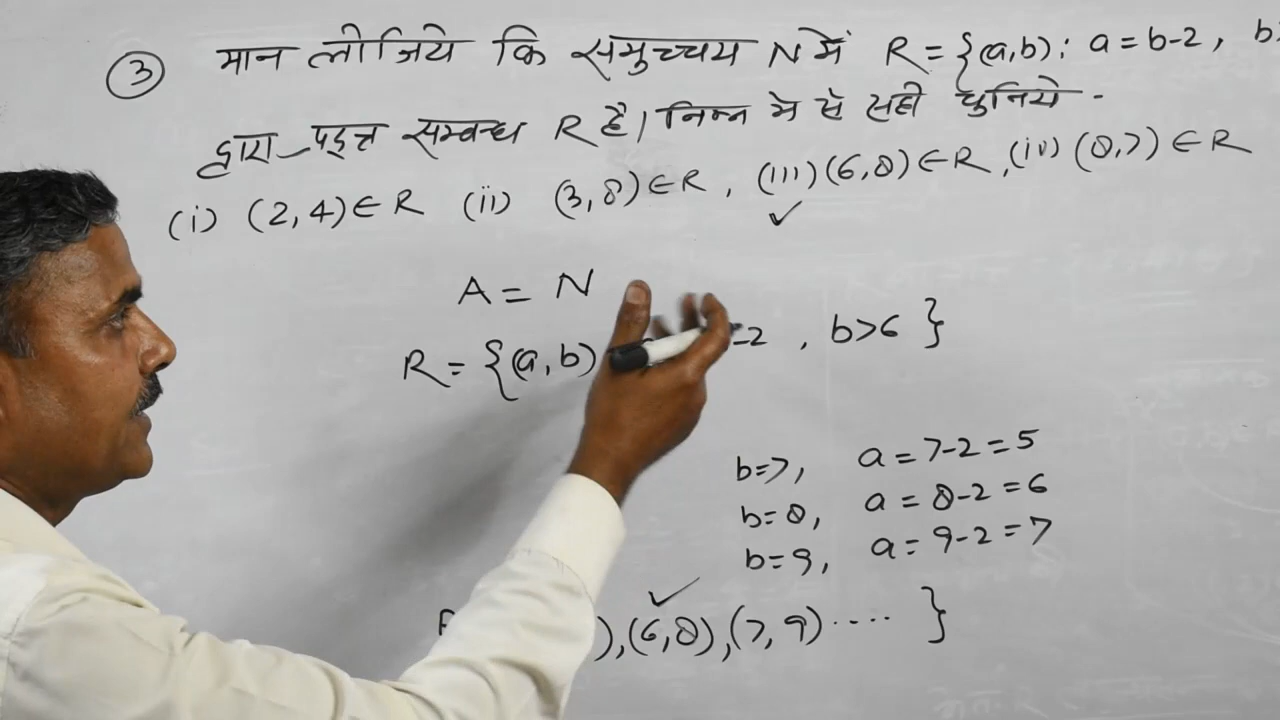 ③ मान लीजिये कि समुच्चय N में R = {(a,b): a = b-2, b
द्वारा प्रदत्त सम्बन्ध R है। निम्न में से सही चुनिये -
(i) (2,4) ∈ R (ii) (3,8) ∈ R, (iii) (6,8) ∈ R, (iv) (8,7) ∈ R
✓
A = N
R = {(a,b) -2 , b>6 }
b=7, a = 7-2 = 5
b=8, a = 8-2 = 6
b=9, a = 9-2 = 7
✓
),(6,8),(7,9) .... }